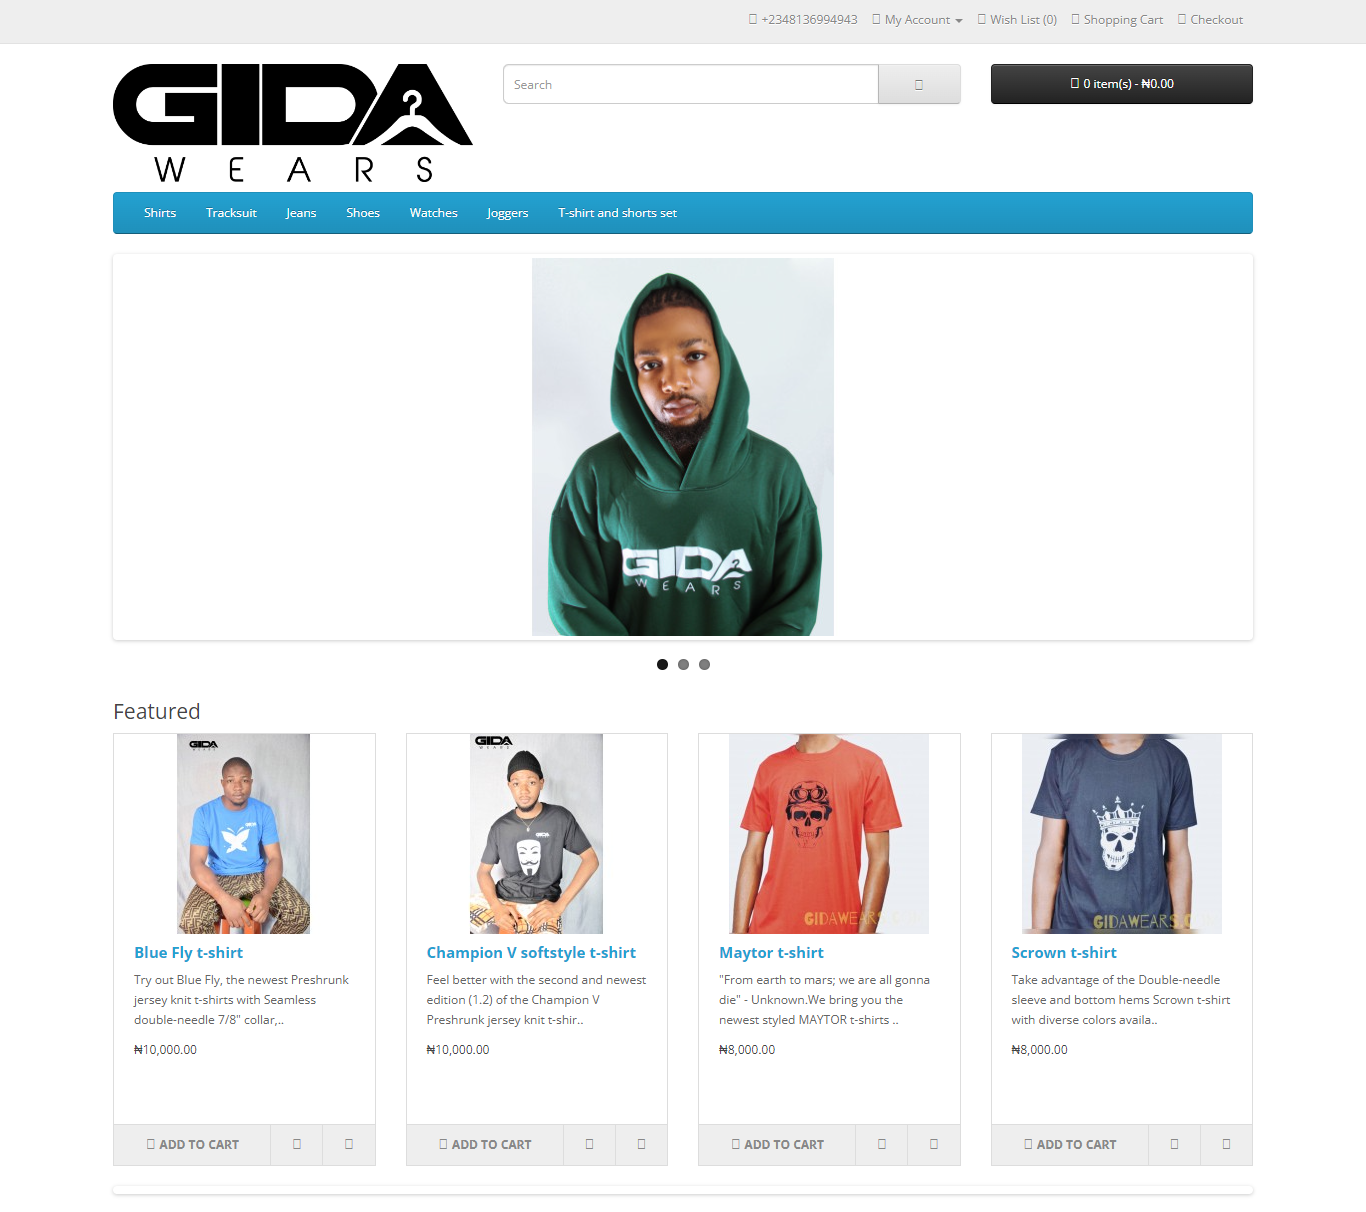 +2348136994943 My Account Wish List (0) Shopping Cart Checkout
GIDA
WEARS
Search
0 item(s) - ₦0.00
Shirts Tracksuit Jeans Shoes Watches Joggers T-shirt and shorts set
GIDA
WEARS
Featured
GIDA
WEARS
GIDA
WEARS
GIDA
GIDAWEARS.C
GIDAWEARS.C
Blue Fly t-shirt
Try out Blue Fly, the newest Preshrunk
jersey knit t-shirts with Seamless
double-needle 7/8" collar,..
₦10,000.00
ADD TO CART
Champion V softstyle t-shirt
Feel better with the second and newest
edition (1.2) of the Champion V
Preshrunk jersey knit t-shir..
₦10,000.00
ADD TO CART
Maytor t-shirt
"From earth to mars; we are all gonna
die" - Unknown.We bring you the
newest styled MAYTOR t-shirts ..
₦8,000.00
ADD TO CART
Scrown t-shirt
Take advantage of the Double-needle
sleeve and bottom hems Scrown t-shirt
with diverse colors availa..
₦8,000.00
ADD TO CART